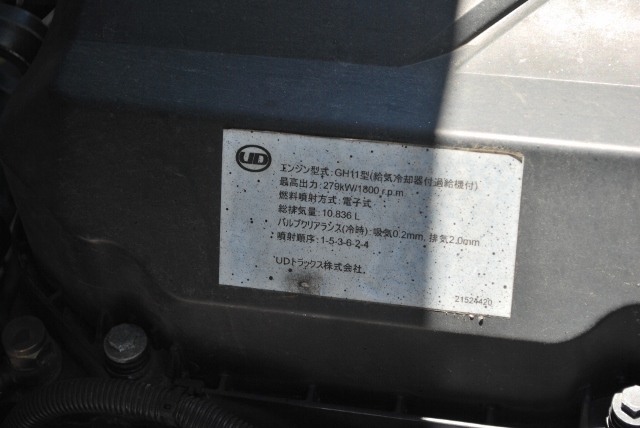 UD
エンジン型式:GH11型(給気冷却器付過給機付)
最高出力:279kW/1800r.p.m
燃料噴射方式:電子式
総排気量:10.836L
バルブクリアランス(冷時):吸気0.2mm,排気2.0mm
噴射順序:1-5-3-6-2-4
UDトラックス株式会社
21524420